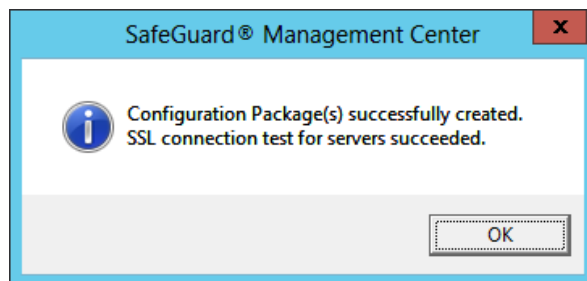 SafeGuard® Management Center
x
i
Configuration Package(s) successfully created.
SSL connection test for servers succeeded.
OK